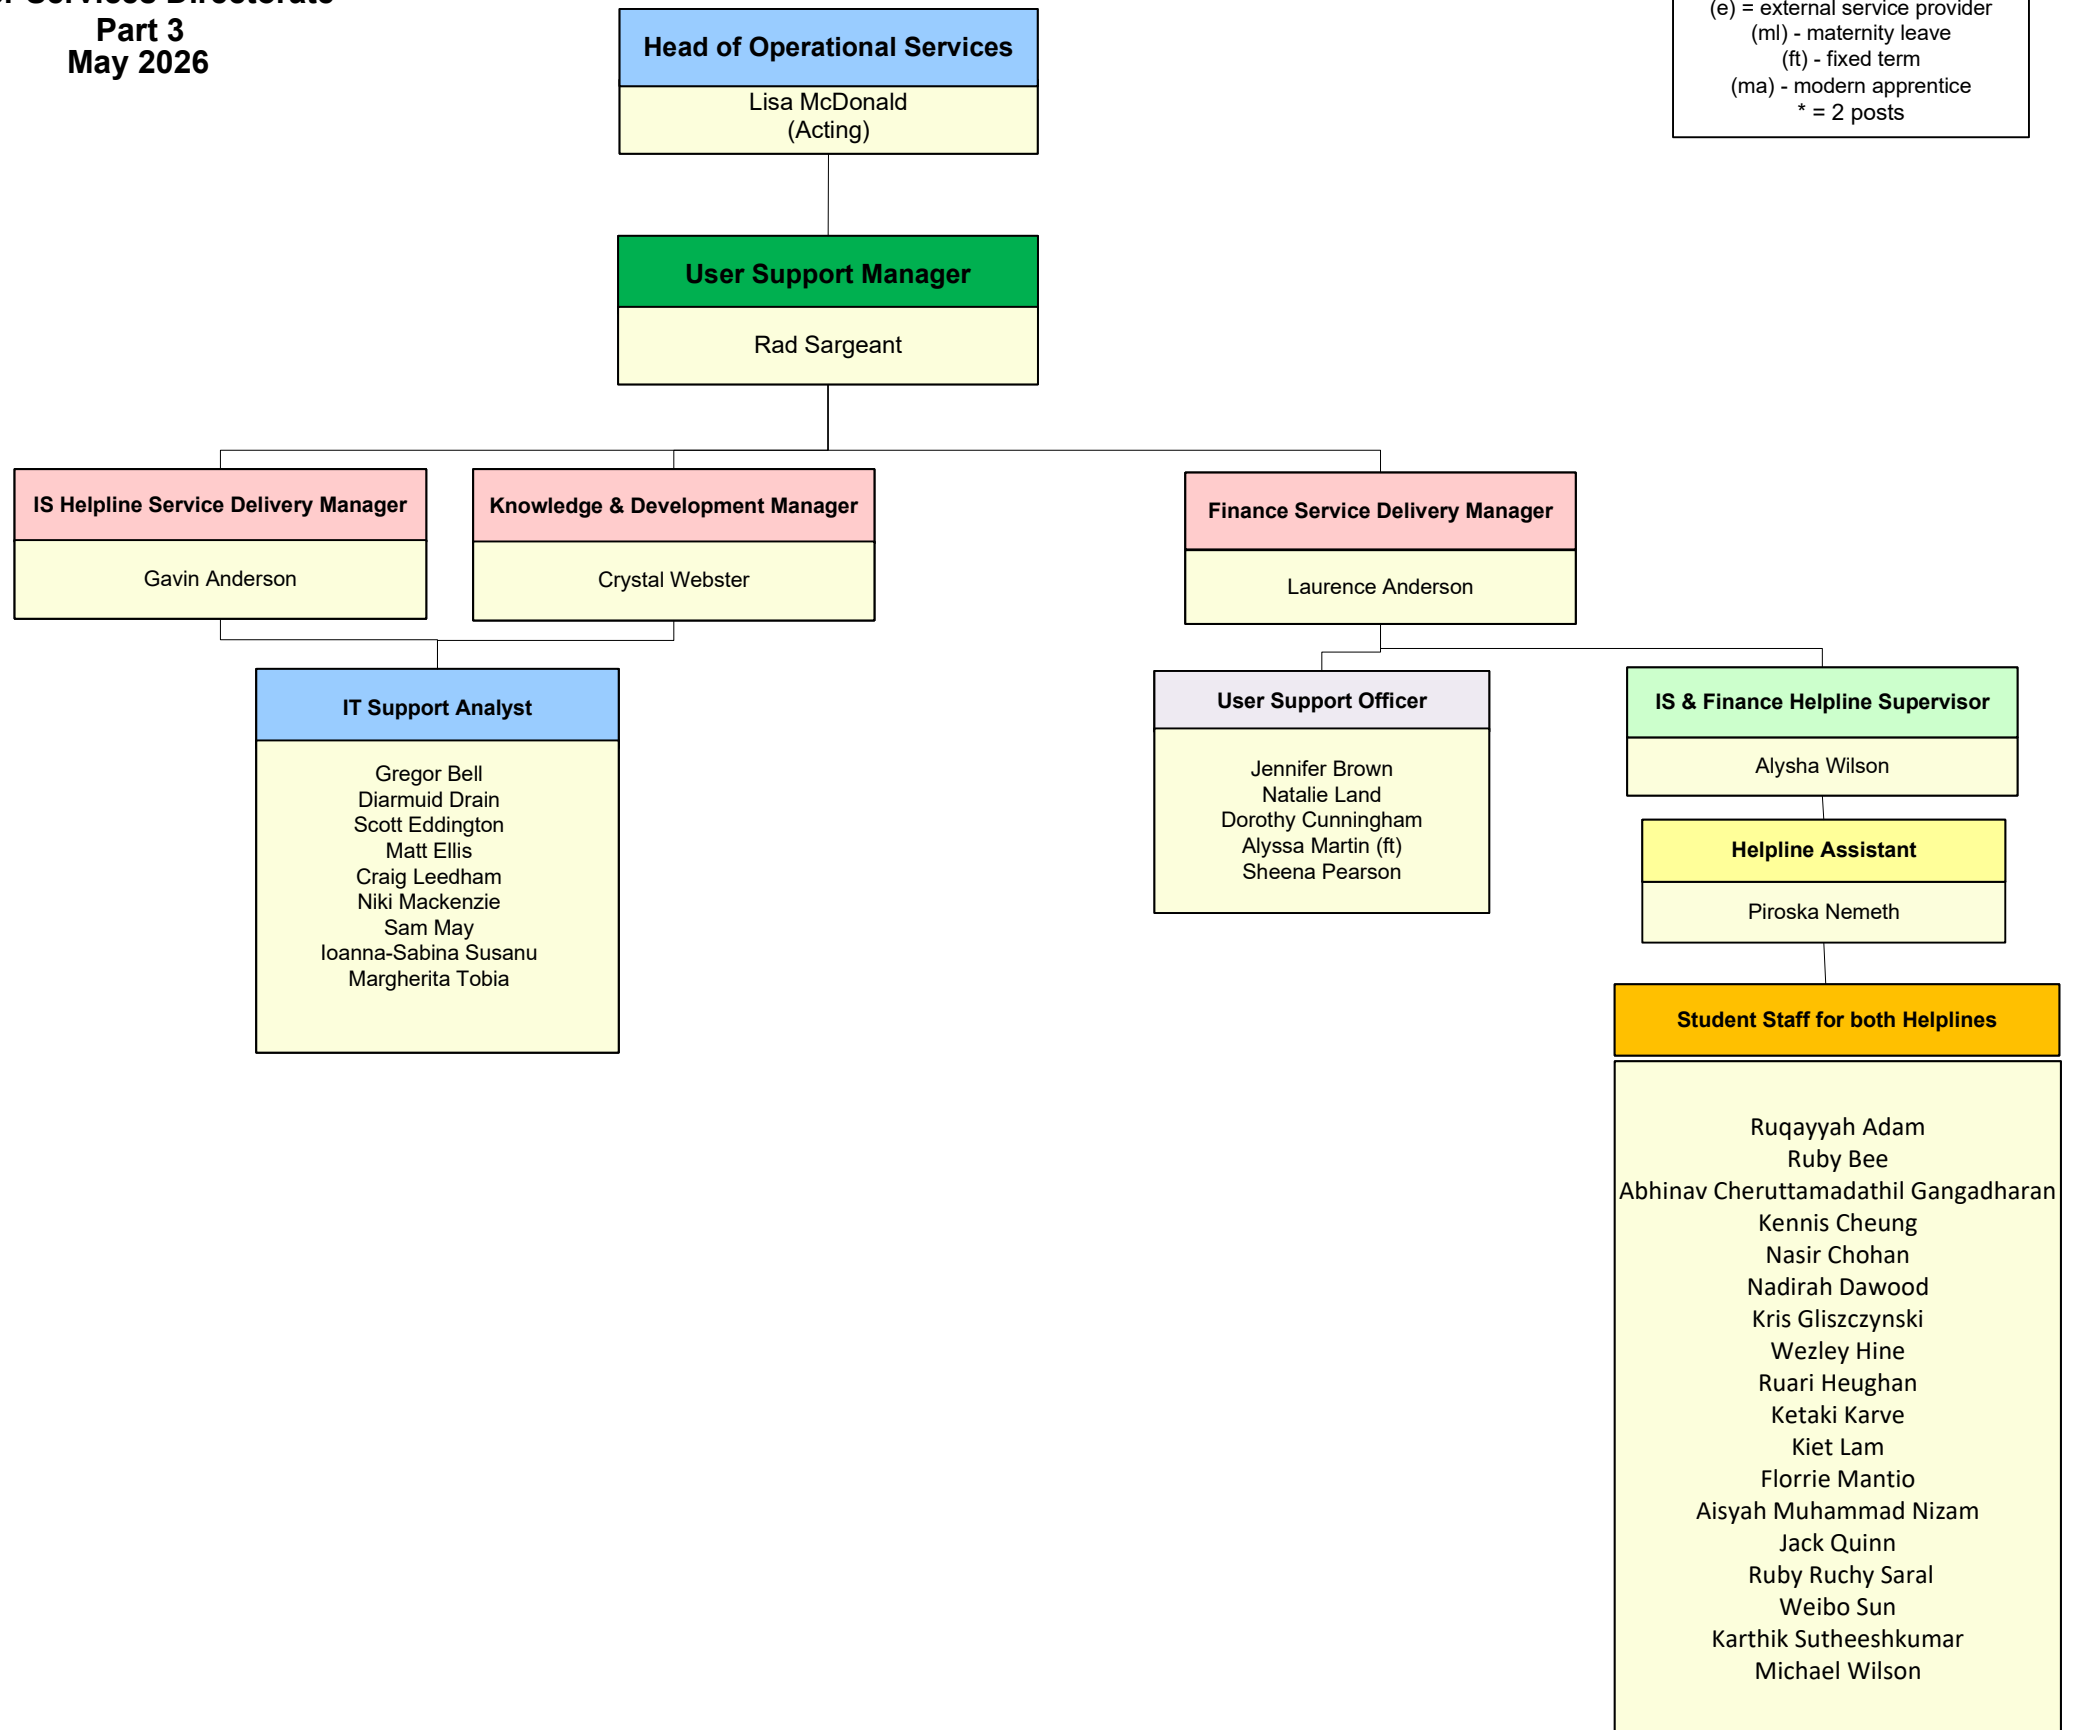 Services Directorate
Part 3
May 2026
(e) = external service provider
(ml) - maternity leave
(ft) - fixed term
(ma) - modern apprentice
* = 2 posts
Head of Operational Services
Lisa McDonald
(Acting)
User Support Manager
Rad Sargeant
IS Helpline Service Delivery Manager
Gavin Anderson
Knowledge & Development Manager
Crystal Webster
Finance Service Delivery Manager
Laurence Anderson
IT Support Analyst
Gregor Bell
Diarmuid Drain
Scott Eddington
Matt Ellis
Craig Leedham
Niki Mackenzie
Sam May
Ioanna-Sabina Susanu
Margherita Tobia
User Support Officer
Jennifer Brown
Natalie Land
Dorothy Cunningham
Alyssa Martin (ft)
Sheena Pearson
IS & Finance Helpline Supervisor
Alysha Wilson
Helpline Assistant
Piroska Nemeth
Student Staff for both Helplines
Ruqayyah Adam
Ruby Bee
Abhinav Cheruttamadathil Gangadharan
Kennis Cheung
Nasir Chohan
Nadirah Dawood
Kris Gliszczynski
Wezley Hine
Ruari Heughan
Ketaki Karve
Kiet Lam
Florrie Mantio
Aisyah Muhammad Nizam
Jack Quinn
Ruby Ruchy Saral
Weibo Sun
Karthik Sutheeshkumar
Michael Wilson